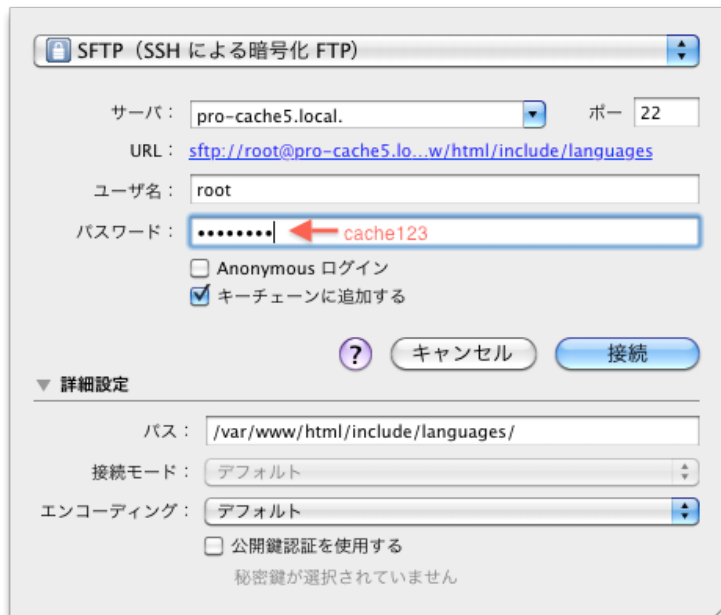 SFTP（SSH による暗号化 FTP）
サーバ： pro-cache5.local. ポー 22
URL： sftp://root@pro-cache5.lo...w/html/include/languages
ユーザ名： root
パスワード： •••••••• cache123
Anonymous ログイン
キーチェーンに追加する
? キャンセル 接続
詳細設定
パス： /var/www/html/include/languages/
接続モード： デフォルト
エンコーディング： デフォルト
公開鍵認証を使用する
秘密鍵が選択されていません